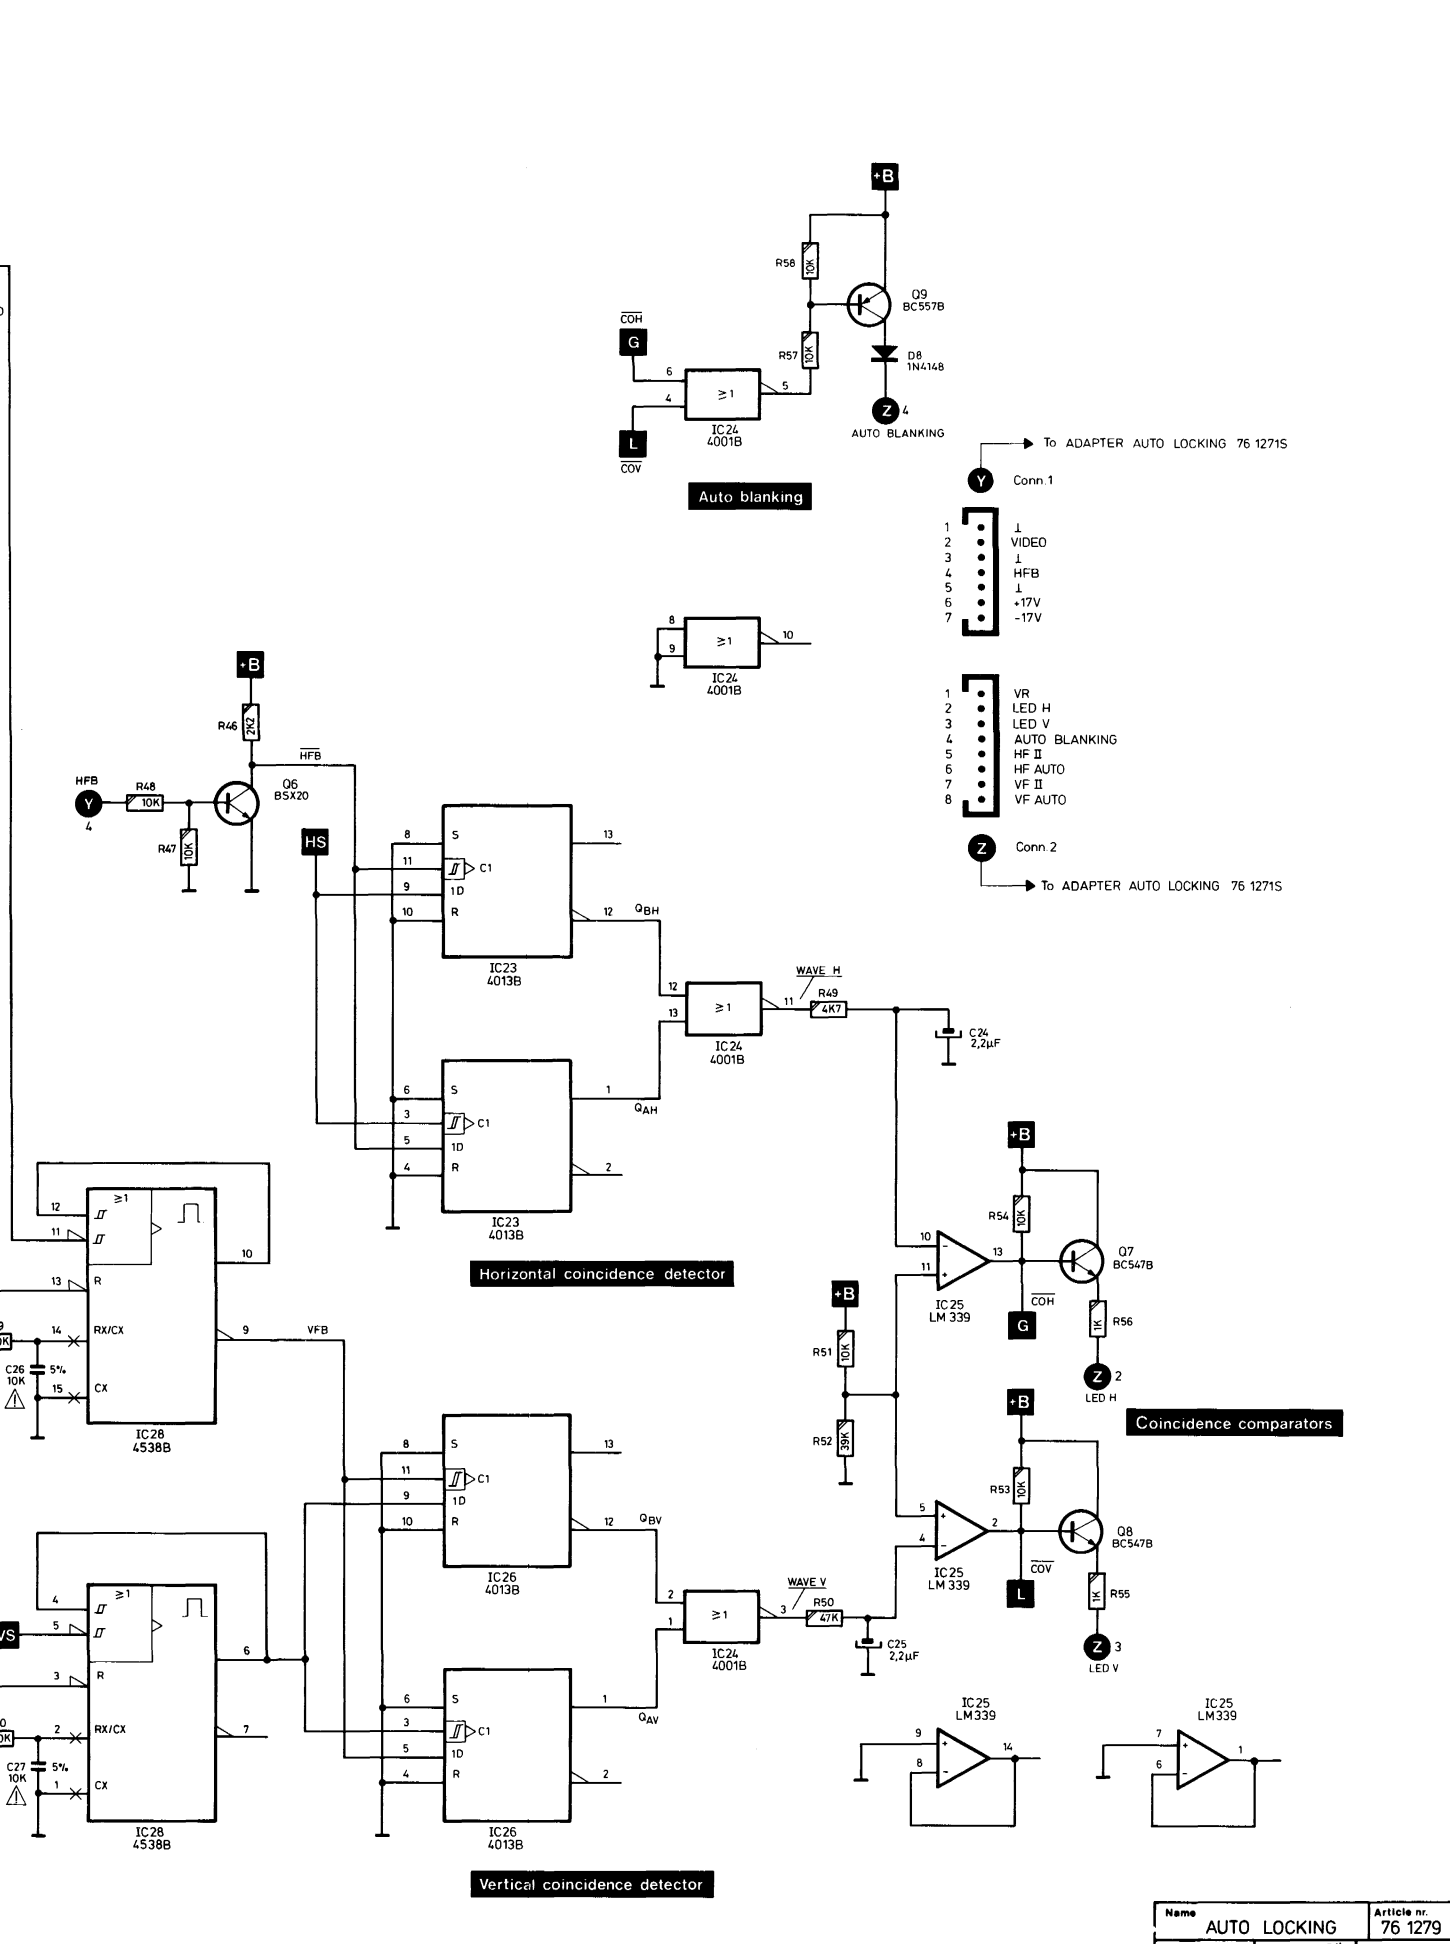 +B
R58
10K
Q9
BC557B
COH
G
R57
10K
D8
1N4148
6
≥1
5
4
Z 4
IC24
4001B
AUTO BLANKING
L
COV
To ADAPTER AUTO LOCKING 76 1271S
Y Conn.1
Auto blanking
1 ⊥
2 VIDEO
3 ⊥
4 HFB
5 ⊥
6 +17V
7 -17V
8
≥1
10
9
IC24
4001B
1 VR
2 LED H
3 LED V
4 AUTO BLANKING
5 HF II
6 HF AUTO
7 VF II
8 VF AUTO
Z Conn.2
To ADAPTER AUTO LOCKING 76 1271S
+B
R46
2K2
HFB
HFB
Y
4
R48
10K
Q6
BSX20
R47
10K
HS
8 S 13
11 C1
9 1D
10 R 12
QBH
IC23
4013B
12
13
≥1
11
WAVE H
R49
4K7
IC24
4001B
C24
2,2µF
6 S 1
QAH
3 C1
5 1D
4 R 2
IC23
4013B
Horizontal coincidence detector
12
≥1
11
10
13 R
14 RX/CX
9
VFB
C26
10K
5%
15 CX
IC28
4538B
+B
R54
10K
10 -
11 +
13
Q7
BC547B
IC25
LM339
COH
G
R56
1K
Z 2
LED H
+B
R51
10K
R52
39K
+B
Coincidence comparators
R53
10K
5 +
4 -
2
Q8
BC547B
IC25
LM339
COV
L
R55
1K
Z 3
LED V
8 S 13
11 C1
9 1D
10 R 12
QBV
IC26
4013B
2
1
≥1
3
WAVE V
R50
47K
IC24
4001B
C25
2,2µF
4
≥1
VS
5
6
3 R
2 RX/CX
7
C27
10K
5%
1 CX
IC28
4538B
6 S 1
QAV
3 C1
5 1D
4 R 2
IC26
4013B
Vertical coincidence detector
IC25
LM339
9 +
8 -
14
IC25
LM339
7 +
6 -
1
Name
AUTO LOCKING
Article nr.
76 1279